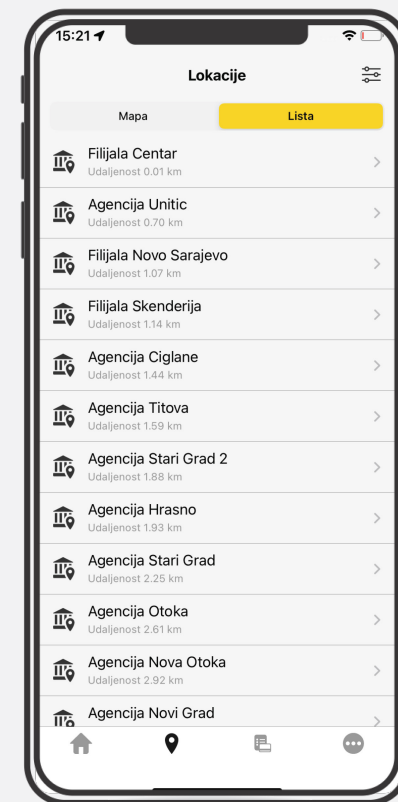 15:21
Lokacije
Mapa
Lista
Filijala Centar
Udaljenost 0.01 km
Agencija Unitic
Udaljenost 0.70 km
Filijala Novo Sarajevo
Udaljenost 1.07 km
Filijala Skenderija
Udaljenost 1.14 km
Agencija Ciglane
Udaljenost 1.44 km
Agencija Titova
Udaljenost 1.59 km
Agencija Stari Grad 2
Udaljenost 1.88 km
Agencija Hrasno
Udaljenost 1.93 km
Agencija Stari Grad
Udaljenost 2.25 km
Agencija Otoka
Udaljenost 2.61 km
Agencija Nova Otoka
Udaljenost 2.92 km
Agencija Novi Grad